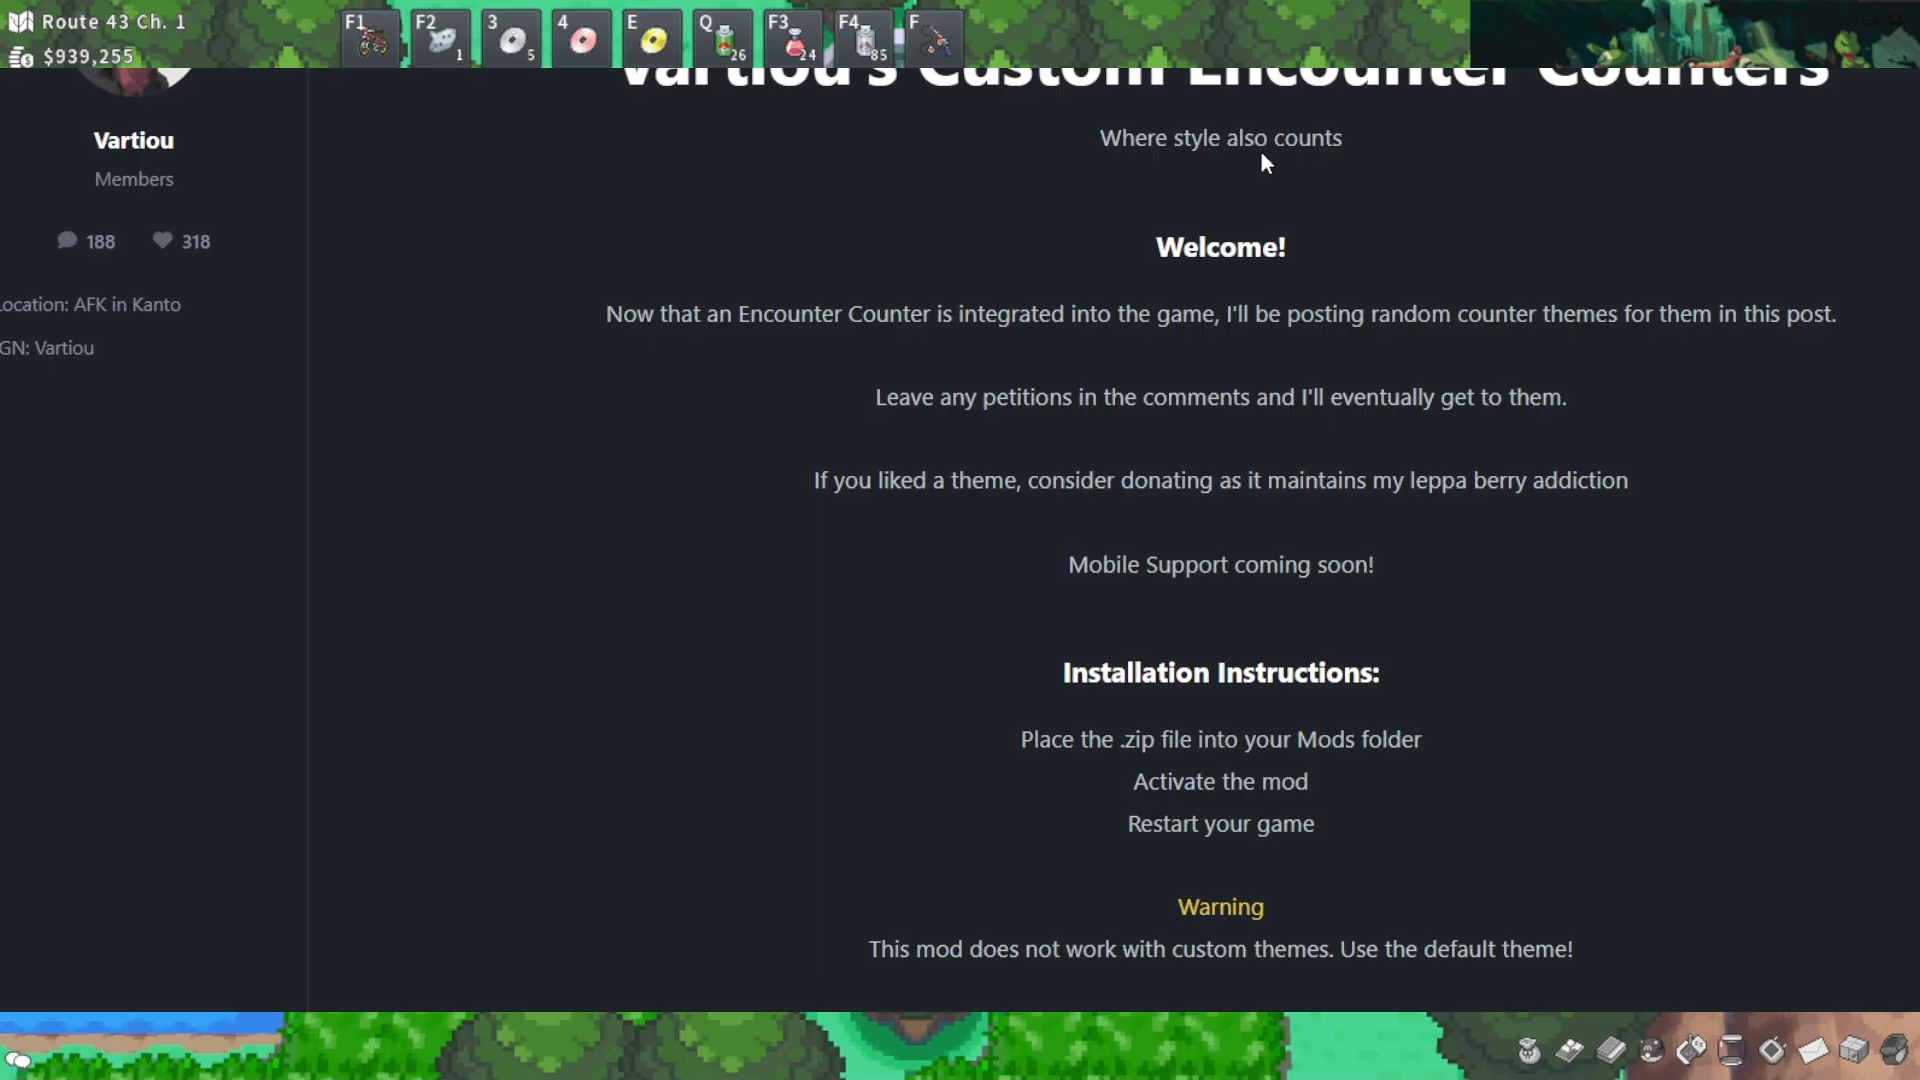 Route 43 Ch. 1
$939,255
F1
F2
1
3
5
4
E
Q
26
F3
24
F4
85
F
Vartiou's Custom Encounter Counters
Where style also counts
Vartiou
Members
188
318
ocation: AFK in Kanto
GN: Vartiou
Welcome!
Now that an Encounter Counter is integrated into the game, I'll be posting random counter themes for them in this post.
Leave any petitions in the comments and I'll eventually get to them.
If you liked a theme, consider donating as it maintains my leppa berry addiction
Mobile Support coming soon!
Installation Instructions:
Place the .zip file into your Mods folder
Activate the mod
Restart your game
Warning
This mod does not work with custom themes. Use the default theme!